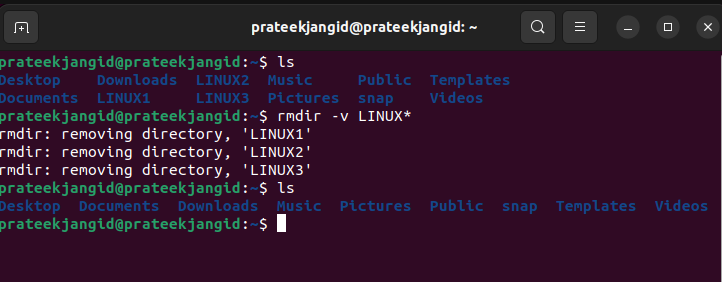 prateekjangid@prateekjangid: ~
prateekjangid@prateekjangid:~$ ls
Desktop    Downloads  LINUX2  Music     Public  Templates
Documents  LINUX1     LINUX3  Pictures  snap    Videos
prateekjangid@prateekjangid:~$ rmdir -v LINUX*
rmdir: removing directory, 'LINUX1'
rmdir: removing directory, 'LINUX2'
rmdir: removing directory, 'LINUX3'
prateekjangid@prateekjangid:~$ ls
Desktop  Documents  Downloads  Music  Pictures  Public  snap  Templates  Videos
prateekjangid@prateekjangid:~$